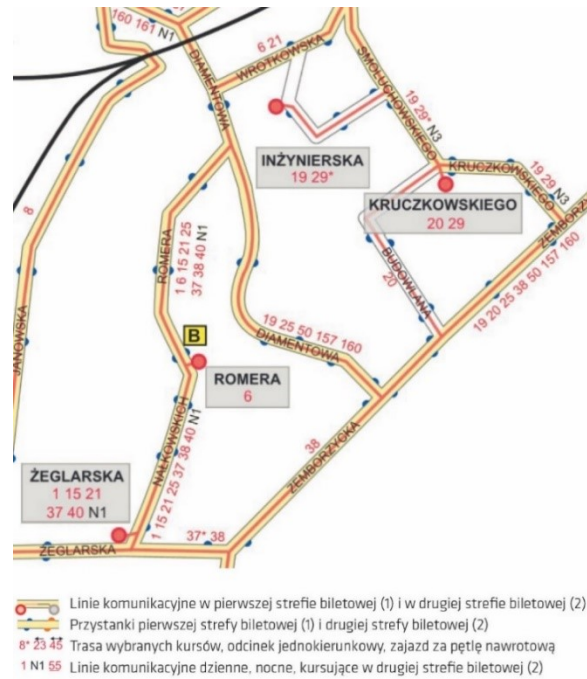 160 161 N1
DIAMENTOWA
6 21
WROTKOWSKA
SMOLUCHOWSKIEGO
19 29* N3
INŻYNIERSKA
19 29*
KRUCZKOWSKIEGO
19 29 N3
KRUCZKOWSKIEGO
20 29
ZEMBORZY
8
ROMERA
1 6 15 21 25
37 38 40 N1
BUDOWLANA
20
19 20 25 38 50 157 160
JANOWSKA
B
19 25 50 157 160
DIAMENTOWA
ROMERA
6
NAŁKOWSKICH
1 15 21 25 37 38 40 N1
38
ZEMBORZYCKA
ŻEGLARSKA
1 15 21
37 40 N1
ŻEGLARSKA
37* 38
Linie komunikacyjne w pierwszej strefie biletowej (1) i w drugiej strefie biletowej (2)
Przystanki pierwszej strefy biletowej (1) i drugiej strefy biletowej (2)
8* 23 45 Trasa wybranych kursów, odcinek jednokierunkowy, zajazd za pętlę nawrotową
1 N1 55 Linie komunikacyjne dzienne, nocne, kursujące w drugiej strefie biletowej (2)